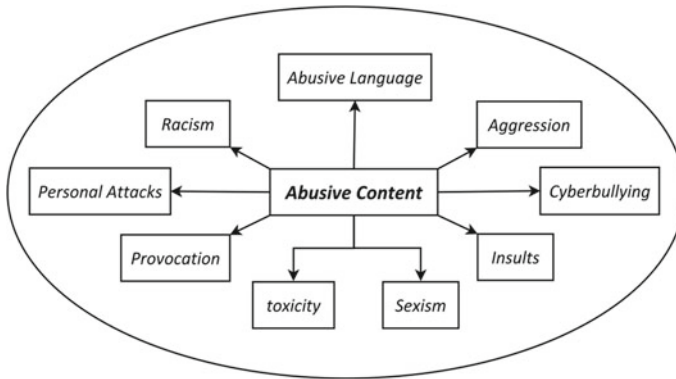 Abusive Language
Racism
Aggression
Personal Attacks
Abusive Content
Cyberbullying
Provocation
Insults
toxicity
Sexism